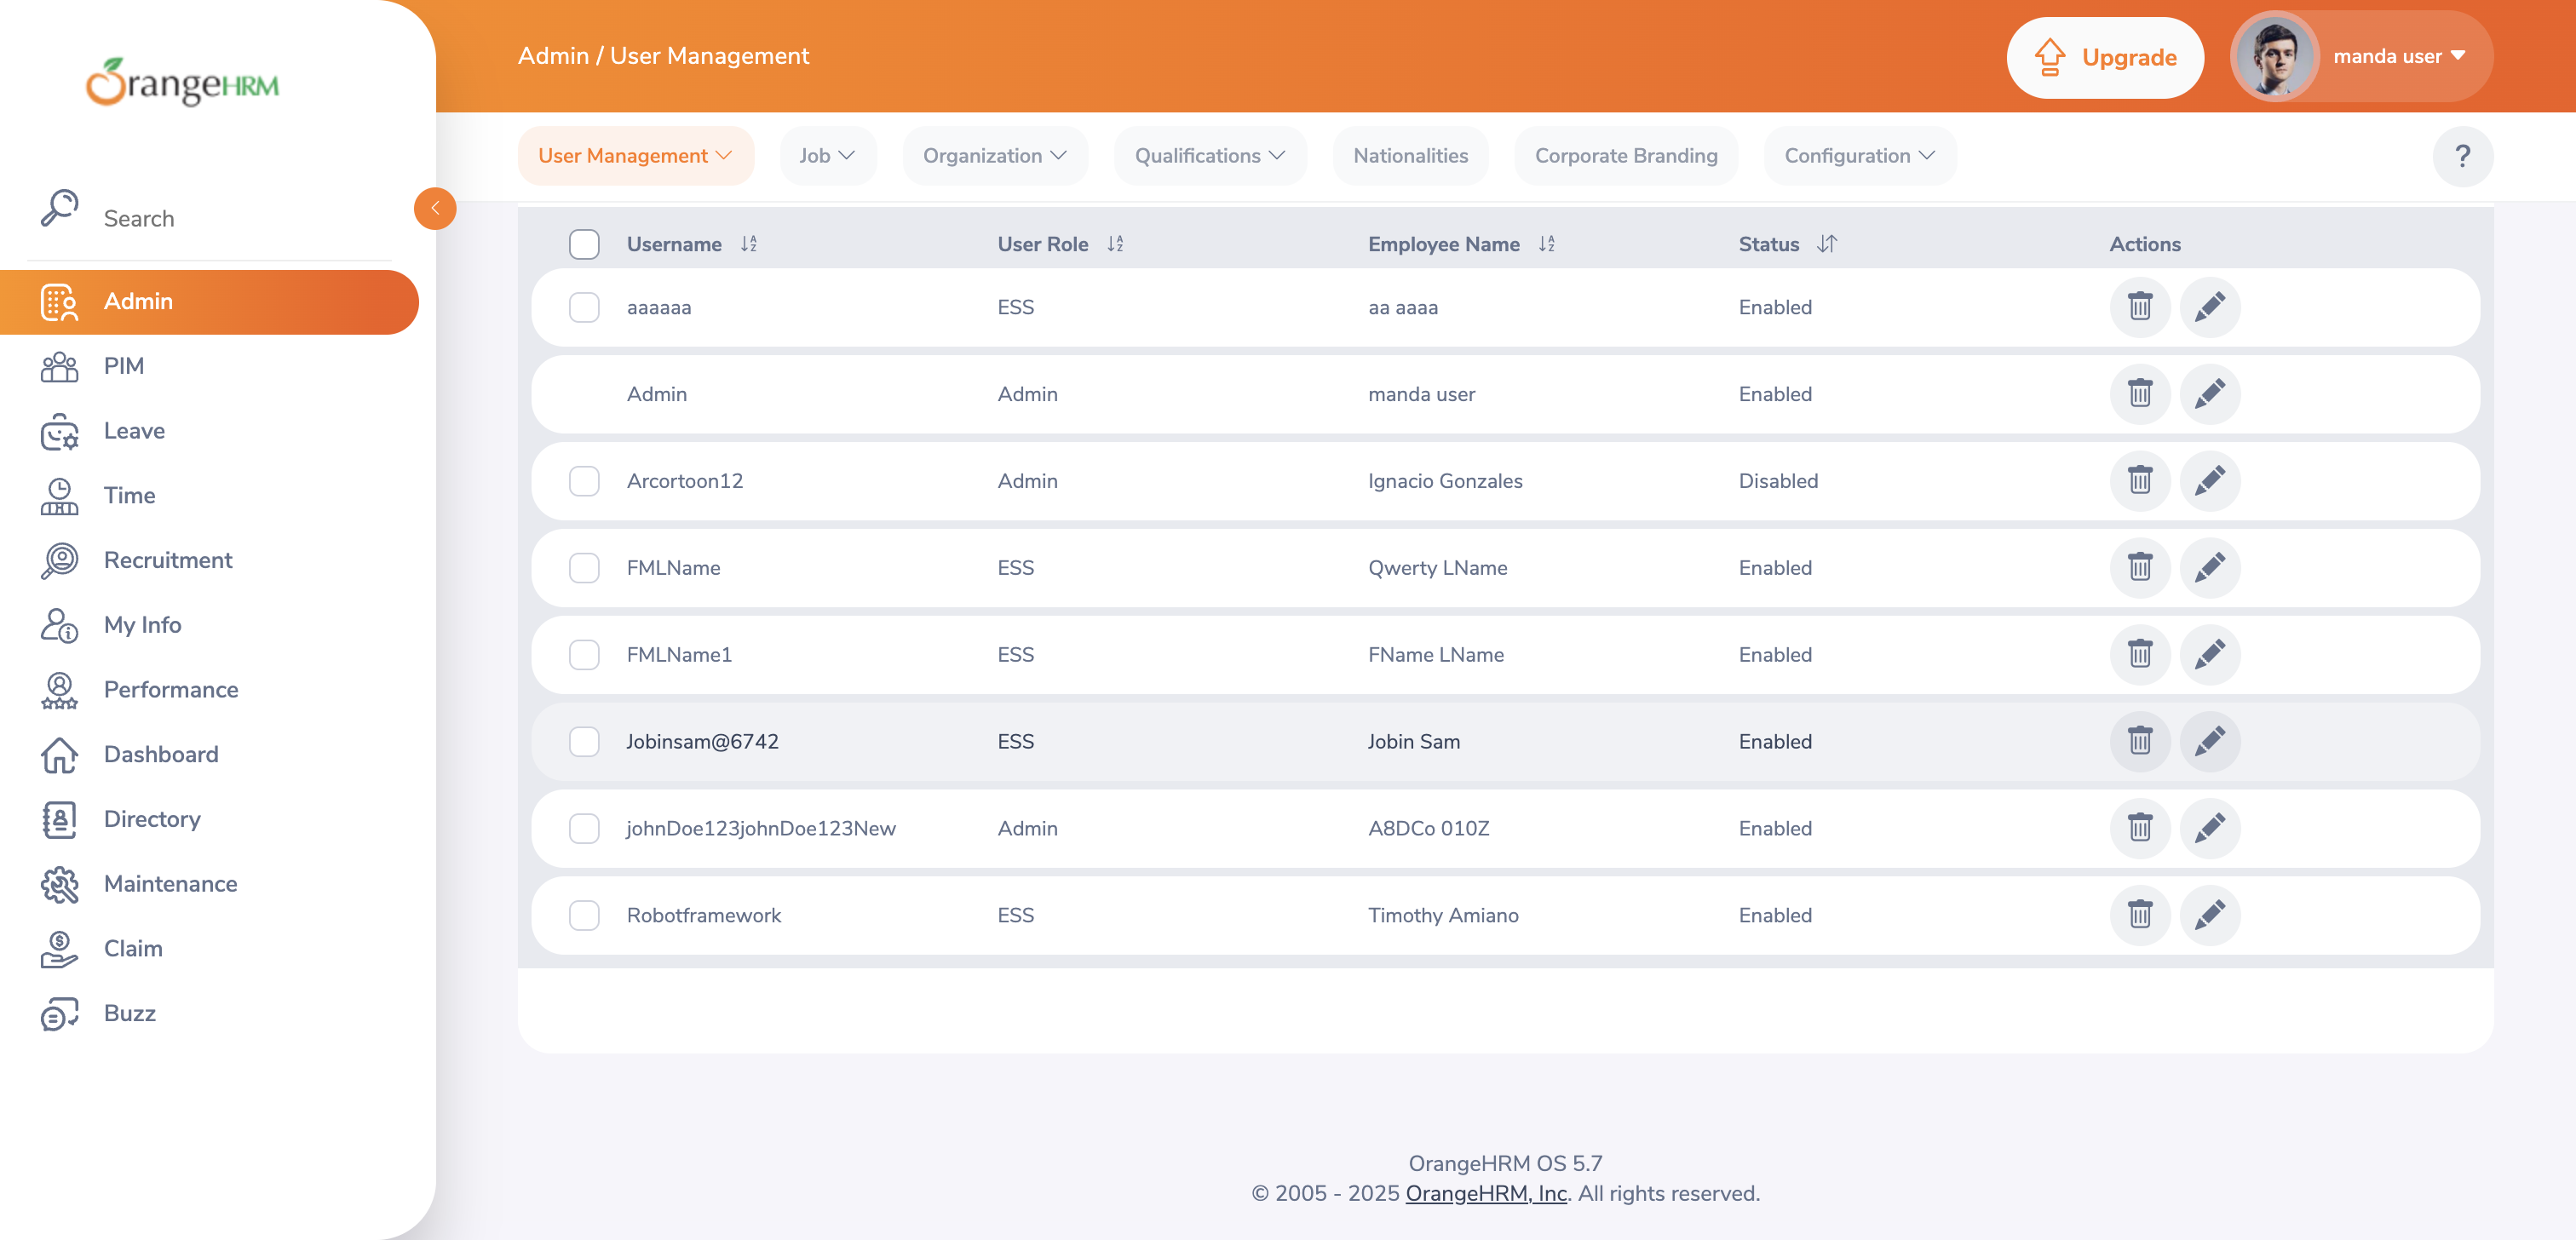 OrangeHRM
Admin / User Management
Upgrade
manda user
Search
Admin
PIM
Leave
Time
Recruitment
My Info
Performance
Dashboard
Directory
Maintenance
Claim
Buzz
User Management
Job
Organization
Qualifications
Nationalities
Corporate Branding
Configuration
?
Username User Role Employee Name Status Actions
aaaaaa ESS aa aaaa Enabled
Admin Admin manda user Enabled
Arcortoon12 Admin Ignacio Gonzales Disabled
FMLName ESS Qwerty LName Enabled
FMLName1 ESS FName LName Enabled
Jobinsam@6742 ESS Jobin Sam Enabled
johnDoe123johnDoe123New Admin A8DCo 010Z Enabled
Robotframework ESS Timothy Amiano Enabled
OrangeHRM OS 5.7
© 2005 - 2025 OrangeHRM, Inc. All rights reserved.